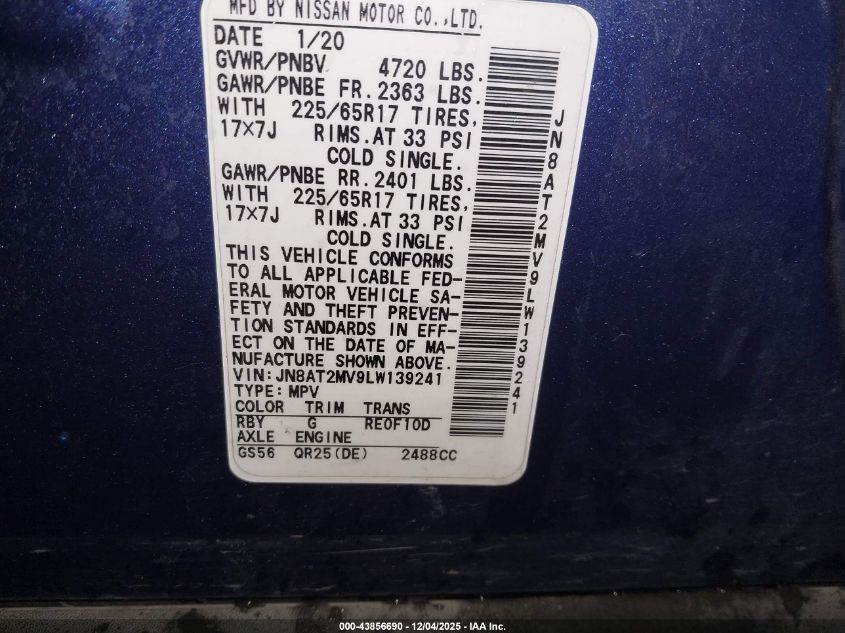 MFD BY NISSAN MOTOR CO.,LTD.
DATE 1/20
GVWR/PNBV 4720 LBS.
GAWR/PNBE FR. 2363 LBS.
WITH 225/65R17 TIRES,
17×7J RIMS.AT 33 PSI
COLD SINGLE.
GAWR/PNBE RR. 2401 LBS.
WITH 225/65R17 TIRES,
17×7J RIMS.AT 33 PSI
COLD SINGLE.
THIS VEHICLE CONFORMS
TO ALL APPLICABLE FED-
ERAL MOTOR VEHICLE SA-
FETY AND THEFT PREVEN-
TION STANDARDS IN EFF-
ECT ON THE DATE OF MA-
NUFACTURE SHOWN ABOVE.
VIN:JN8AT2MV9LW139241
TYPE:MPV
COLOR TRIM TRANS
RBY G RE0F10D
AXLE ENGINE
GS56 QR25(DE) 2488CC
JN8AT2MV9LW139241
000-43856690 - 12/04/2025 - IAA Inc.